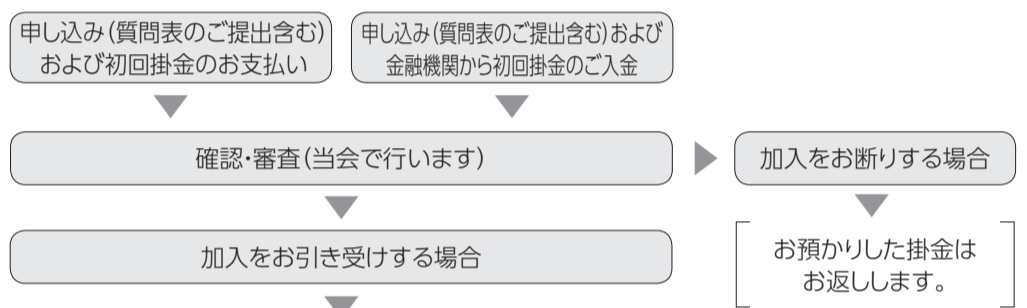 申し込み（質問表のご提出含む）
および初回掛金のお支払い
申し込み（質問表のご提出含む）および
金融機関から初回掛金のご入金
確認・審査（当会で行います）
加入をお断りする場合
加入をお引き受けする場合
お預かりした掛金は
お返しします。